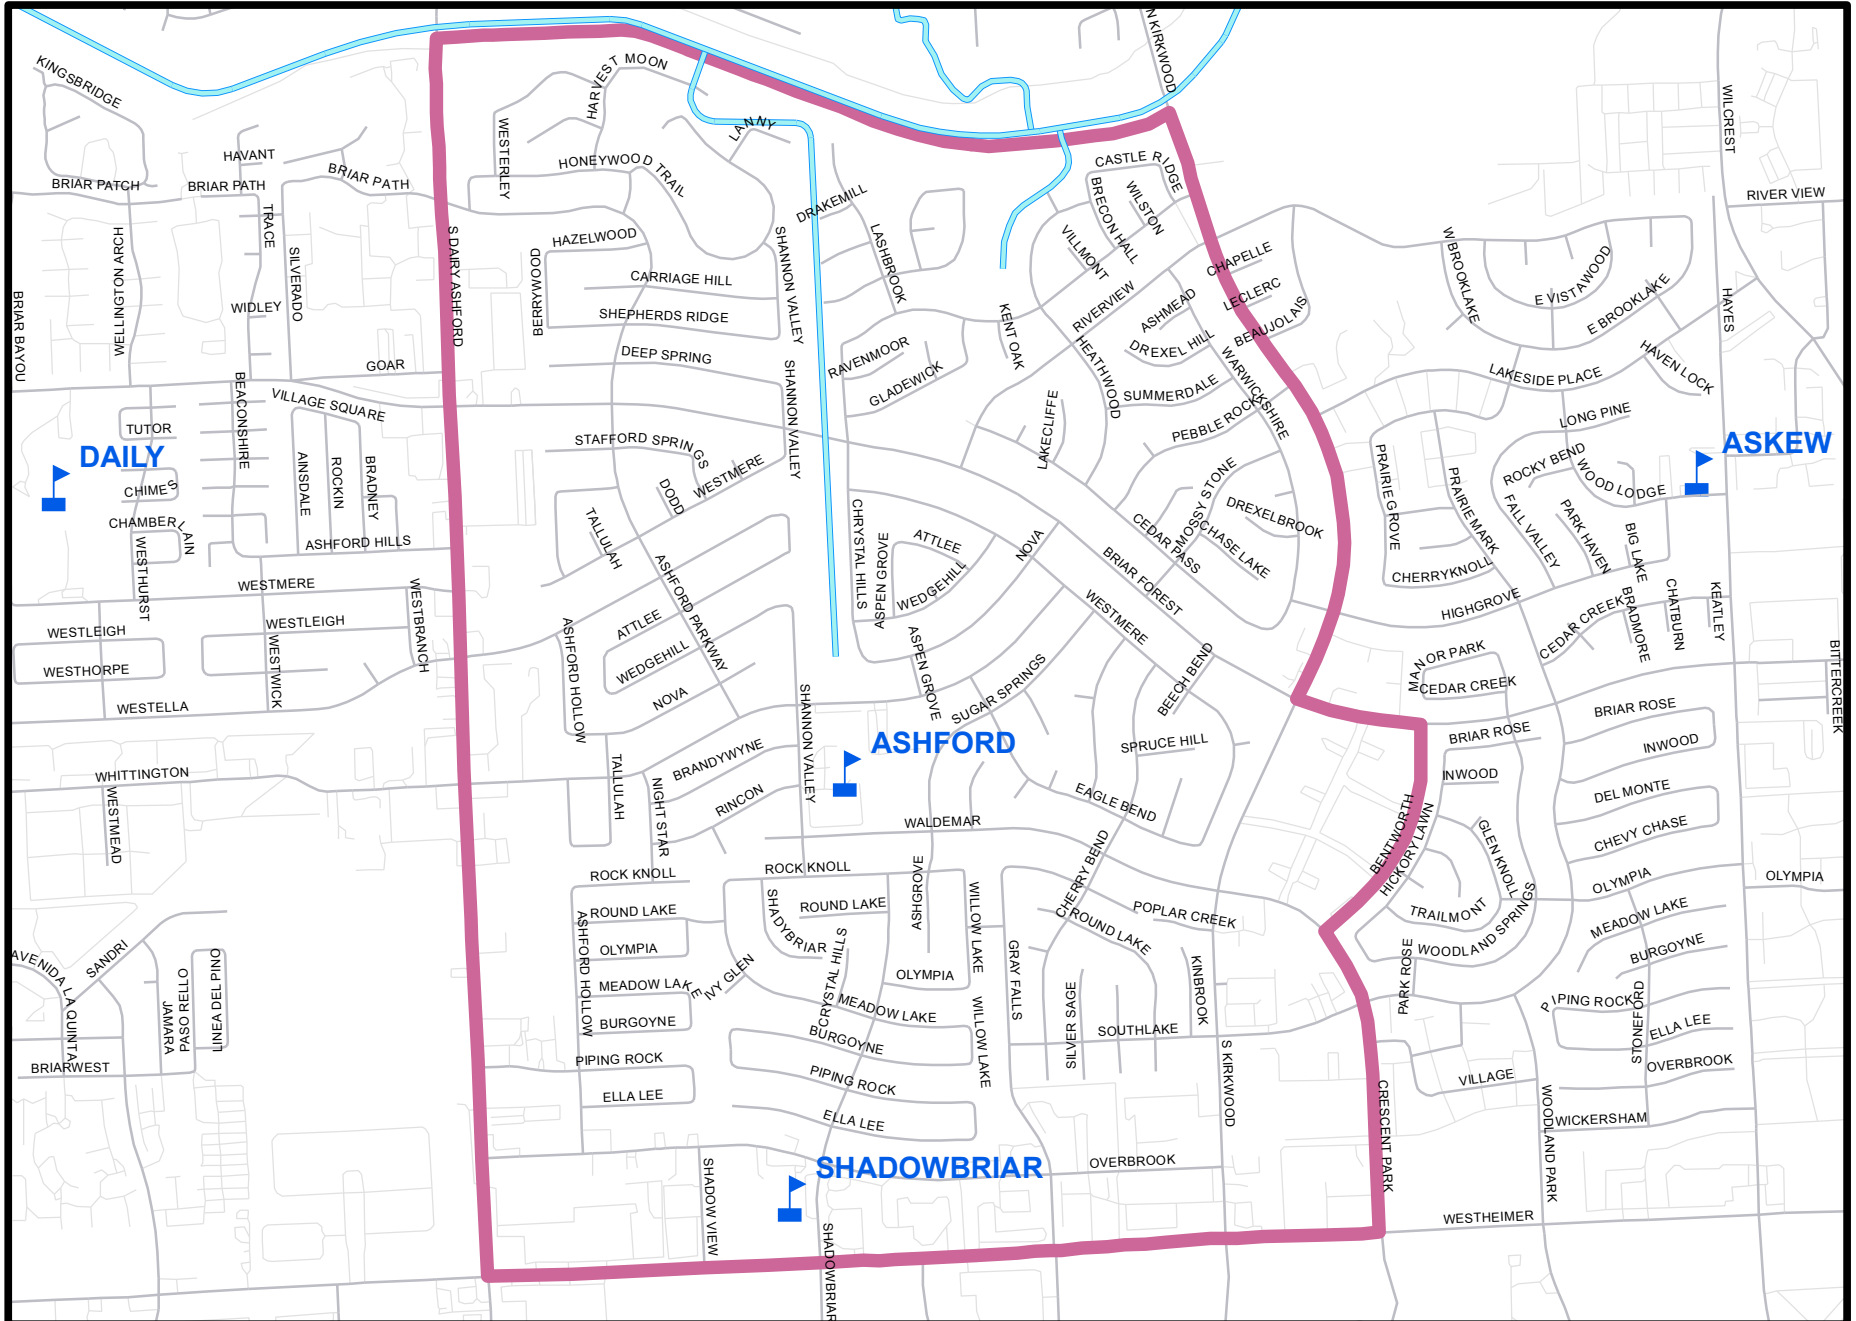 KINGSBRIDGE
HARVEST MOON
N KIRKWOOD
WILCREST
WESTERLEY
LANNY
HAVANT
HONEYWOOD TRAIL
CASTLE RIDGE
BRIAR PATCH
BRIAR PATH
BRIAR PATH
BRECON HALL
WILSTON
RIVER VIEW
DRAKEMILL
TRACE
WELLINGTON ARCH
S DAIRY ASHFORD
HAZELWOOD
BERRYWOOD
SHANNON VALLEY
LASHBROOK
VILLMONT
CHAPELLE
W BROOKLAKE
E VISTAWOOD
SILVERADO
CARRIAGE HILL
E BROOKLAKE
BRIAR BAYOU
WIDLEY
SHEPHERDS RIDGE
KENT OAK
RIVERVIEW
ASHMEAD
LECLERC
BEAUJOLAIS
HAYES
DEEP SPRING
RAVENMOOR
DREXEL HILL
HAVEN LOCK
GOAR
SHANNON VALLEY
GLADEWICK
HEATHWOOD
SUMMERDALE
WARWICKSHIRE
LAKESIDE PLACE
BEACONSHIRE
VILLAGE SQUARE
LAKECLIFFE
PEBBLE ROCK
LONG PINE
TUTOR
STAFFORD SPRINGS
DAILY
ASKEW
AINSDALE
ROCKIN
BRADNEY
DODD
WESTMERE
PRAIRIE GROVE
PRAIRIE MARK
ROCKY BEND
WOOD LODGE
CHIMES
MOSSY STONE
DREXELBROOK
FALL VALLEY
PARK HAVEN
CHAMBERLAIN
TALLULAH
CHRYSTAL HILLS
ATTLEE
NOVA
CEDAR PASS
CHASE LAKE
BIG LAKE
ASHFORD HILLS
WESTHURST
ASPEN GROVE
WEDGEHILL
BRIAR FOREST
CHERRYKNOLL
WESTMERE
ASHFORD PARKWAY
WESTMERE
HIGHGROVE
CHATBURN
KEATLEY
WESTLEIGH
WESTLEIGH
WESTBRANCH
ASHFORD HOLLOW
ATTLEE
CEDAR CREEK
BRADMORE
WESTHORPE
WESTWICK
WEDGEHILL
ASPEN GROVE
SUGAR SPRINGS
BEECH BEND
MANOR PARK
CEDAR CREEK
BITTERCREEK
WESTELLA
NOVA
SHANNON VALLEY
BRIAR ROSE
ASHFORD
SPRUCE HILL
BRIAR ROSE
INWOOD
BRANDYWYNE
WHITTINGTON
TALLULAH
NIGHT STAR
RINCON
INWOOD
DEL MONTE
WESTMEAD
EAGLE BEND
BENTWORTH
HICKORY LAWN
GLEN KNOLL
CHEVY CHASE
WALDEMAR
CHERRY BEND
ROCK KNOLL
ROCK KNOLL
OLYMPIA
OLYMPIA
ROUND LAKE
SHADYBRIAR
ROUND LAKE
ASHGROVE
WILLOW LAKE
ROUND LAKE
POPLAR CREEK
TRAILMONT
WOODLAND SPRINGS
MEADOW LAKE
ASHFORD HOLLOW
OLYMPIA
CRYSTAL HILLS
OLYMPIA
GRAY FALLS
BURGOYNE
AVENIDA LA QUINTA
SANDRI
PASO RELLO
LINEA DEL PINO
JAMARA
MEADOW LAKE
IVY GLEN
MEADOW LAKE
SILVER SAGE
KINBROOK
PARK ROSE
PIPING ROCK
STONEFORD
BURGOYNE
BURGOYNE
WILLOW LAKE
SOUTHLAKE
ELLA LEE
BRIARWEST
PIPING ROCK
PIPING ROCK
S KIRKWOOD
VILLAGE
OVERBROOK
ELLA LEE
ELLA LEE
CRESCENT PARK
WOODLAND PARK
WICKERSHAM
SHADOWBRIAR
OVERBROOK
SHADOW VIEW
SHADOWBRIAR
WESTHEIMER